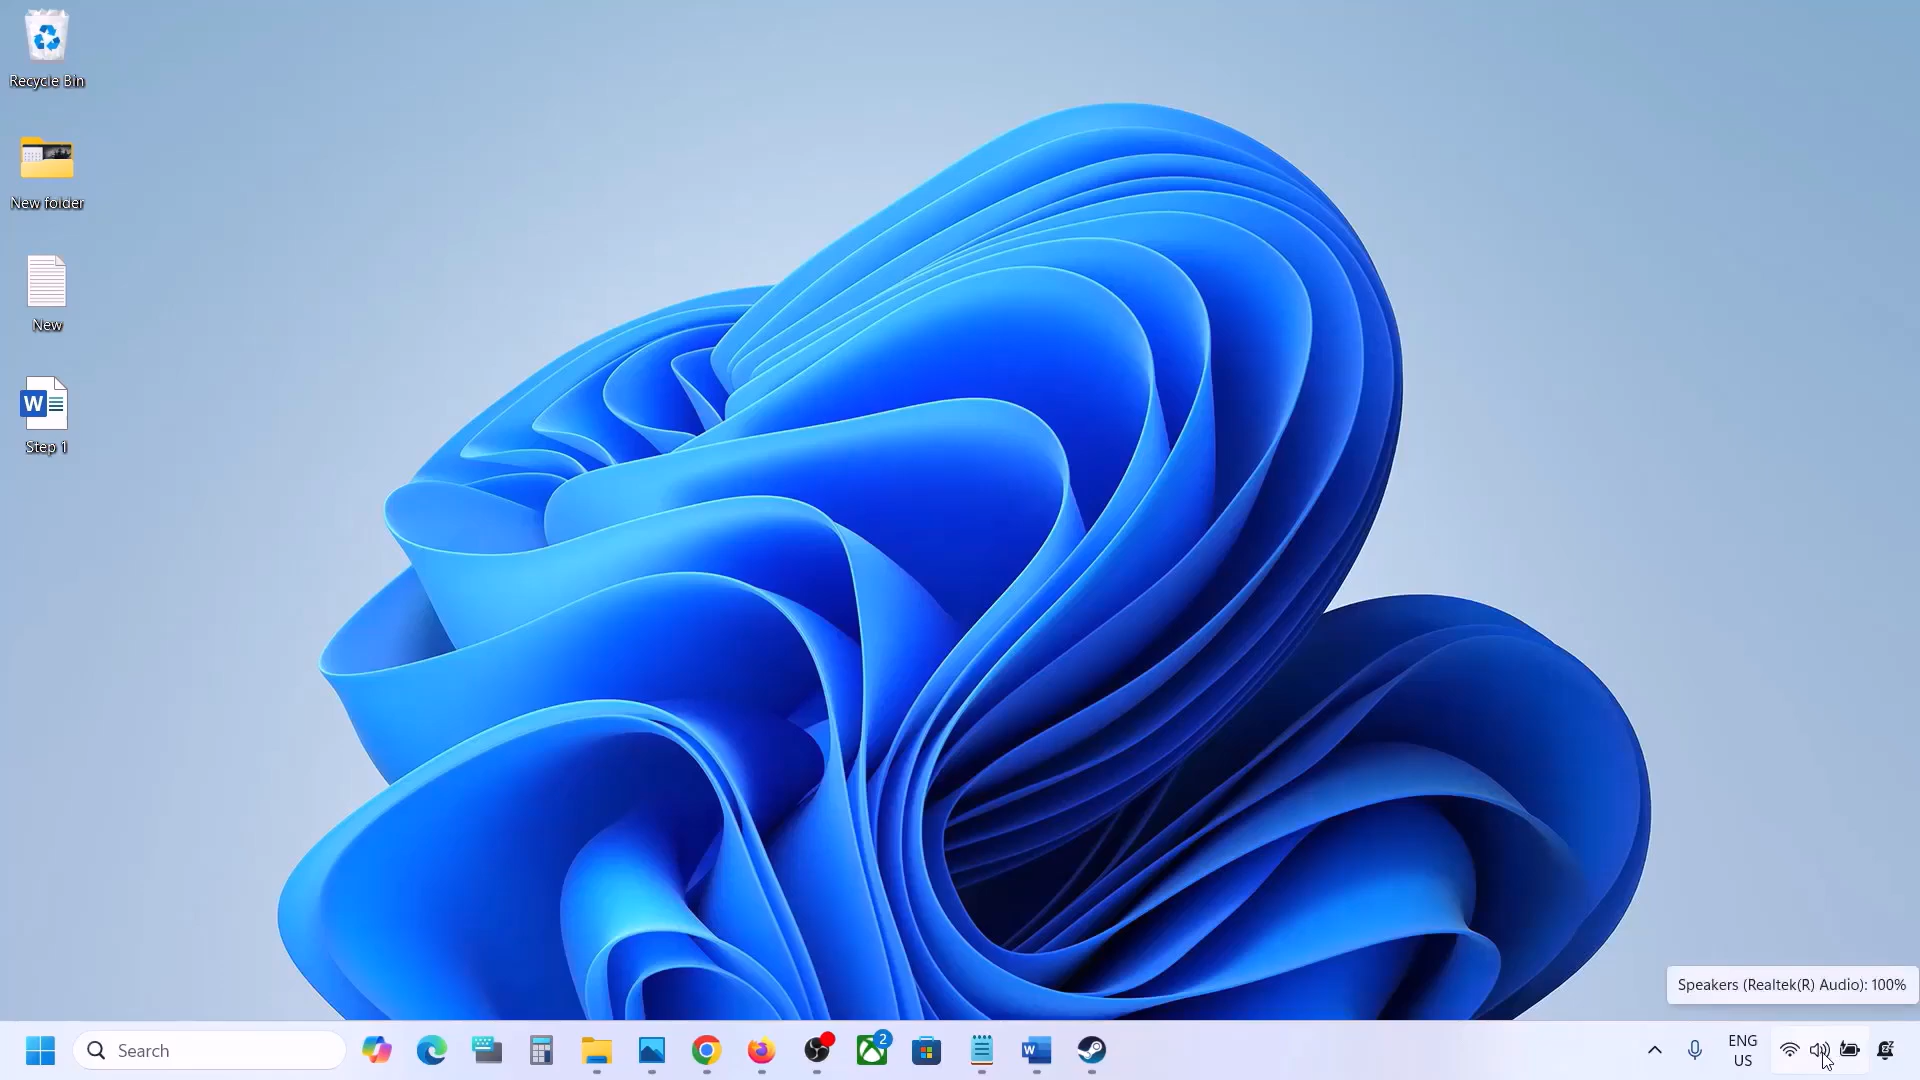 Recycle Bin
New folder
New
W
Step 1
Speakers (Realtek(R) Audio): 100%
Search
2
W
ENG
US